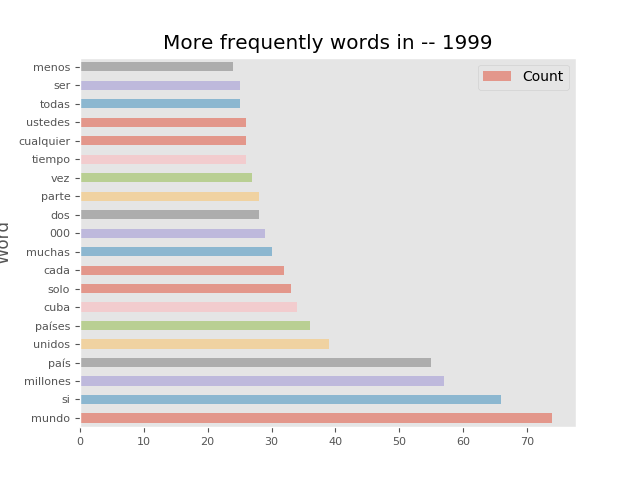 More frequently words in -- 1999
Count
menos
ser
todas
ustedes
cualquier
tiempo
vez
parte
dos
000
muchas
cada
solo
cuba
países
unidos
país
millones
si
mundo
Word
0 10 20 30 40 50 60 70